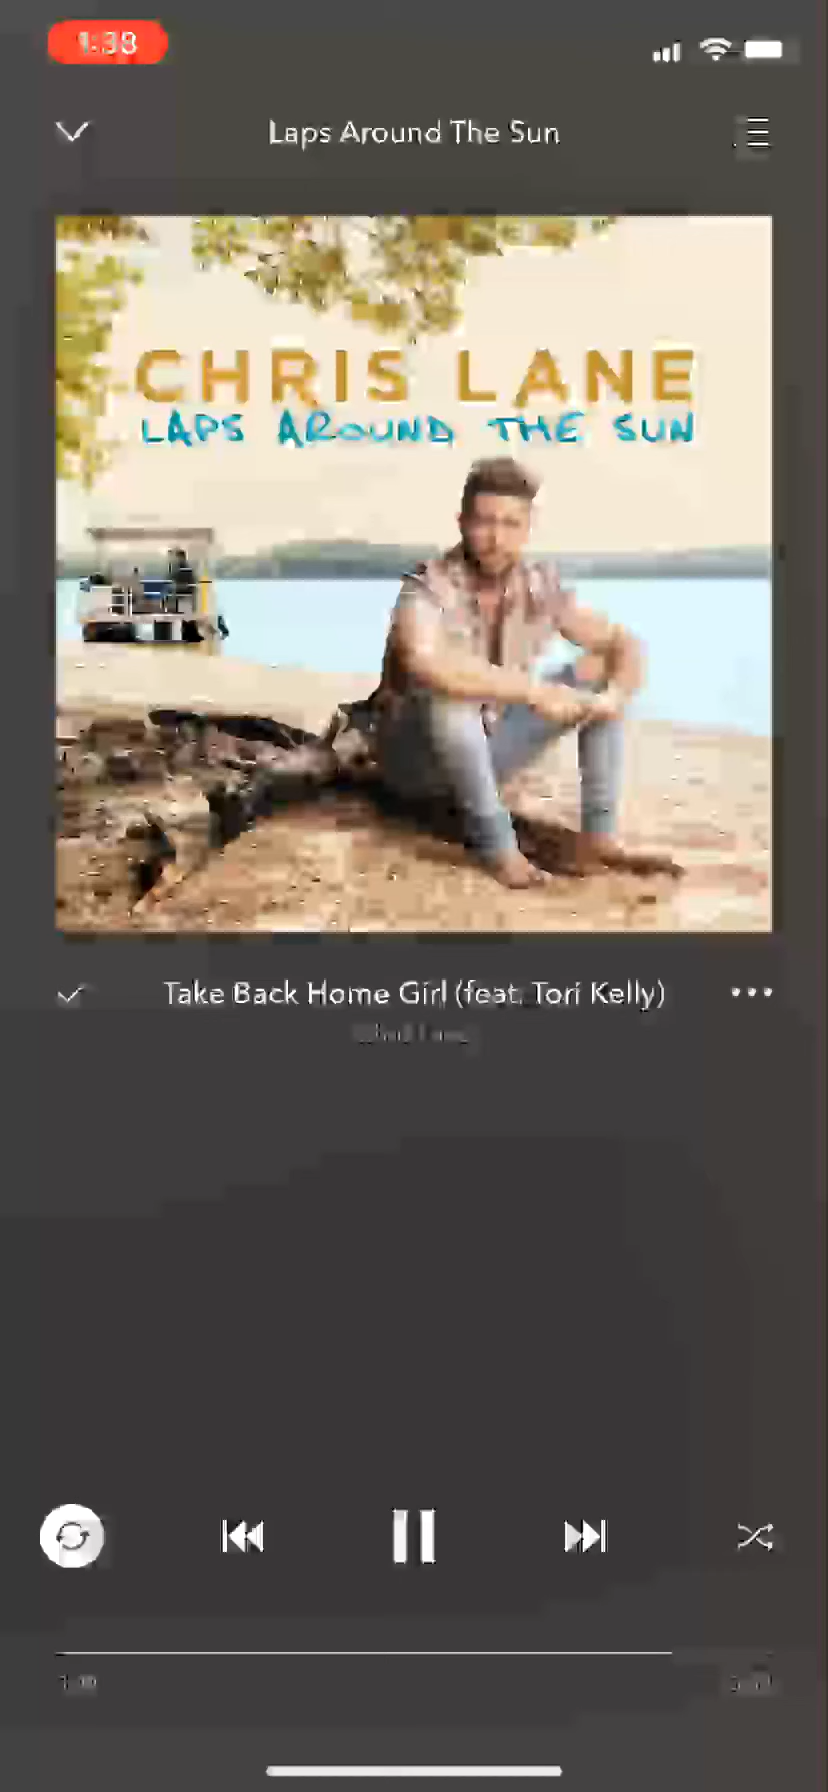 1:38
Laps Around The Sun
CHRIS LANE
LAPS AROUND THE SUN
Take Back Home Girl (feat. Tori Kelly)